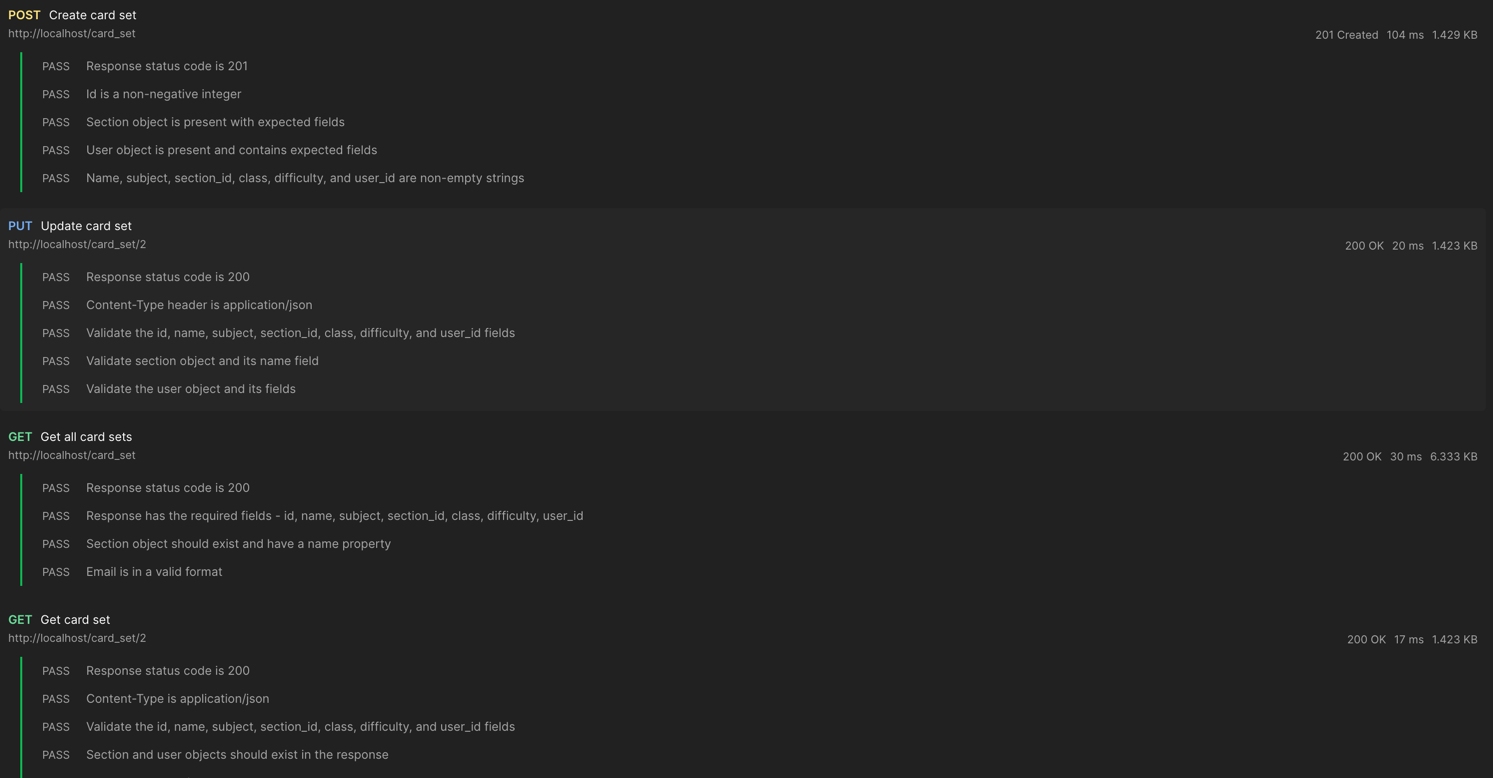 POST Create card set
http://localhost/card_set
201 Created 104 ms 1.429 KB
PASS Response status code is 201
PASS Id is a non-negative integer
PASS Section object is present with expected fields
PASS User object is present and contains expected fields
PASS Name, subject, section_id, class, difficulty, and user_id are non-empty strings
PUT Update card set
http://localhost/card_set/2
200 OK 20 ms 1.423 KB
PASS Response status code is 200
PASS Content-Type header is application/json
PASS Validate the id, name, subject, section_id, class, difficulty, and user_id fields
PASS Validate section object and its name field
PASS Validate the user object and its fields
GET Get all card sets
http://localhost/card_set
200 OK 30 ms 6.333 KB
PASS Response status code is 200
PASS Response has the required fields - id, name, subject, section_id, class, difficulty, user_id
PASS Section object should exist and have a name property
PASS Email is in a valid format
GET Get card set
http://localhost/card_set/2
200 OK 17 ms 1.423 KB
PASS Response status code is 200
PASS Content-Type is application/json
PASS Validate the id, name, subject, section_id, class, difficulty, and user_id fields
PASS Section and user objects should exist in the response